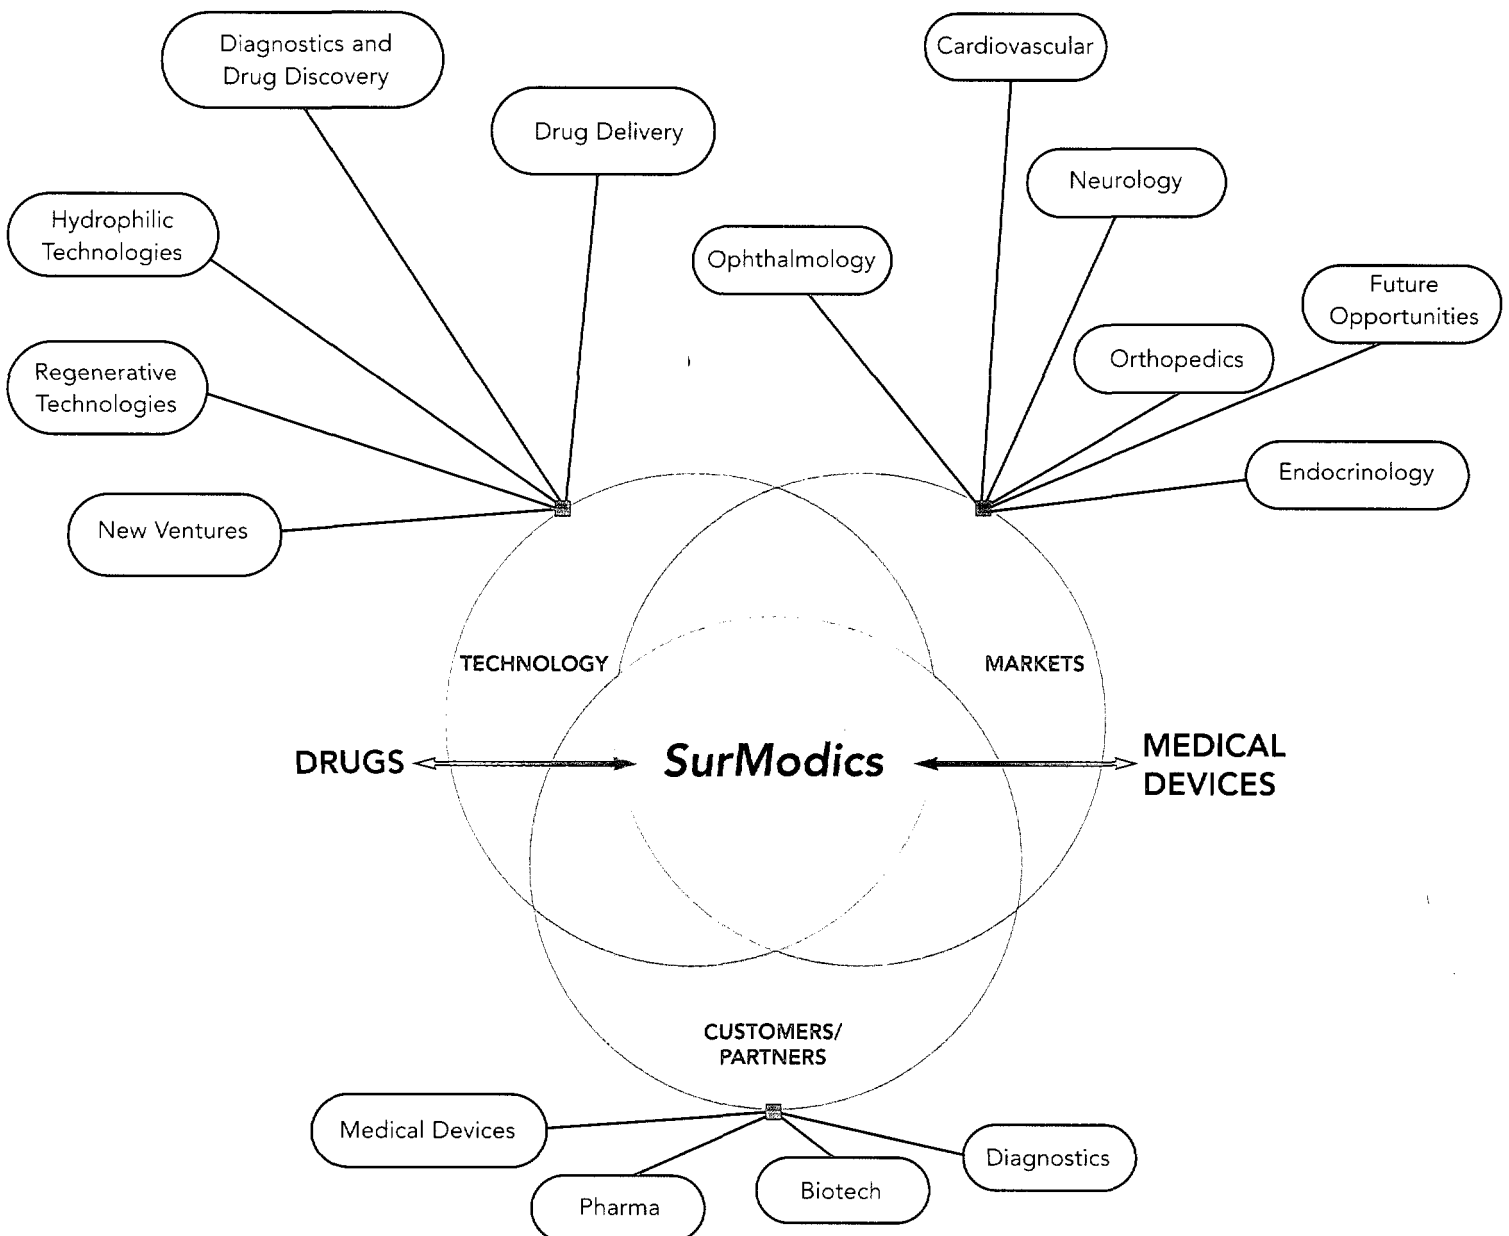 Diagnostics and
Drug Discovery
Drug Delivery
Hydrophilic
Technologies
Regenerative
Technologies
New Ventures
Cardiovascular
Neurology
Ophthalmology
Future
Opportunities
Orthopedics
Endocrinology
TECHNOLOGY
MARKETS
DRUGS
SurModics
MEDICAL
DEVICES
CUSTOMERS/
PARTNERS
Medical Devices
Pharma
Biotech
Diagnostics